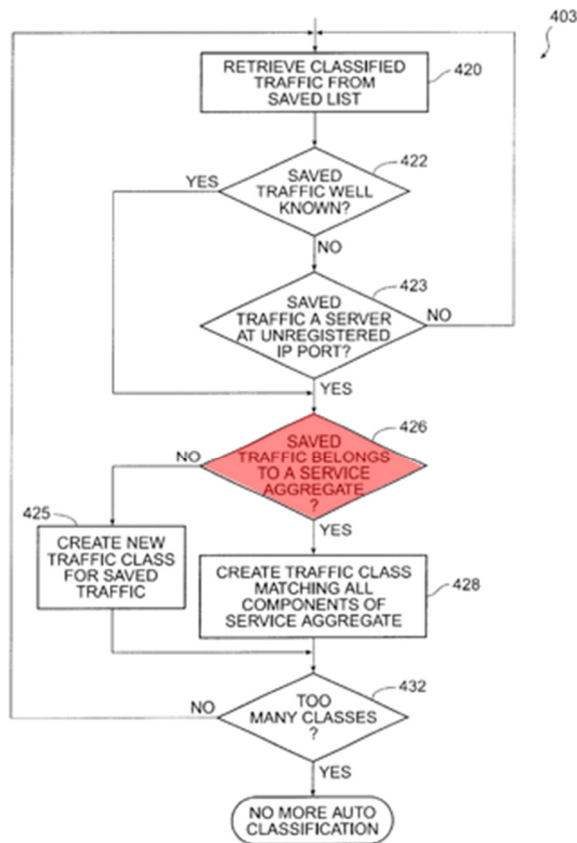 403
RETRIEVE CLASSIFIED
TRAFFIC FROM
SAVED LIST
420
SAVED
TRAFFIC WELL
KNOWN?
422
YES
NO
SAVED
TRAFFIC A SERVER
AT UNREGISTERED
IP PORT?
423
NO
YES
SAVED
TRAFFIC BELONGS
TO A SERVICE
AGGREGATE
?
426
NO
YES
425
CREATE NEW
TRAFFIC CLASS
FOR SAVED
TRAFFIC
CREATE TRAFFIC CLASS
MATCHING ALL
COMPONENTS OF
SERVICE AGGREGATE
428
TOO
MANY CLASSES
?
432
NO
YES
NO MORE AUTO
CLASSIFICATION